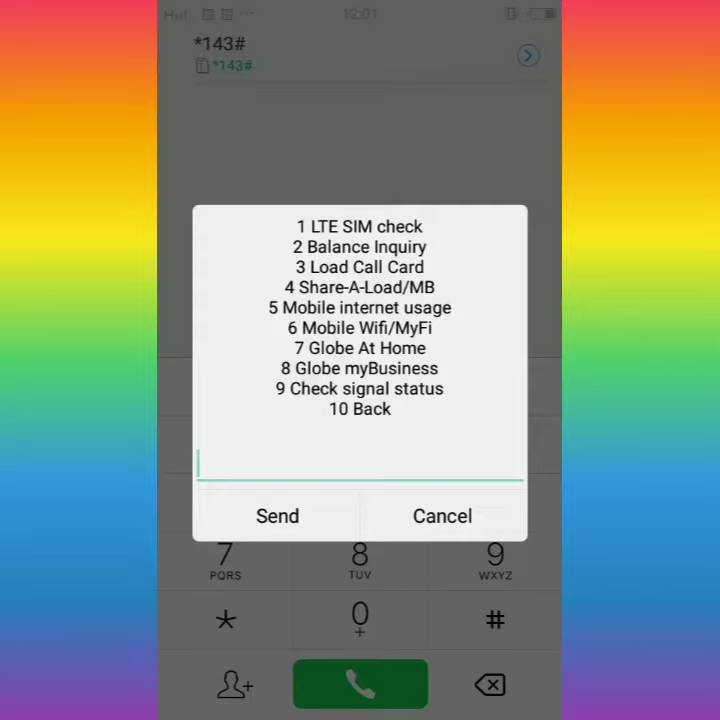 12:01
*143#
*143#
1 LTE SIM check
2 Balance Inquiry
3 Load Call Card
4 Share-A-Load/MB
5 Mobile internet usage
6 Mobile Wifi/MyFi
7 Globe At Home
8 Globe myBusiness
9 Check signal status
10 Back
Send Cancel
7 8 9
PQRS TUV WXYZ
* 0 #
+